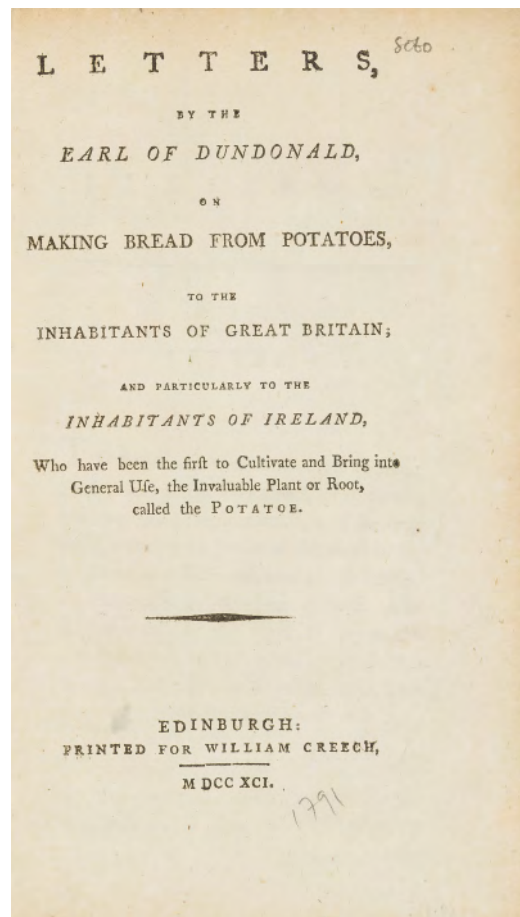 LETTERS,
BY THE
EARL OF DUNDONALD,
ON
MAKING BREAD FROM POTATOES,
TO THE
INHABITANTS OF GREAT BRITAIN;
AND PARTICULARLY TO THE
INHABITANTS OF IRELAND,
Who have been the firſt to Cultivate and Bring into
General Uſe, the Invaluable Plant or Root,
called the POTATOE.
EDINBURGH:
PRINTED FOR WILLIAM CREECH,
M DCC XCI.
1791